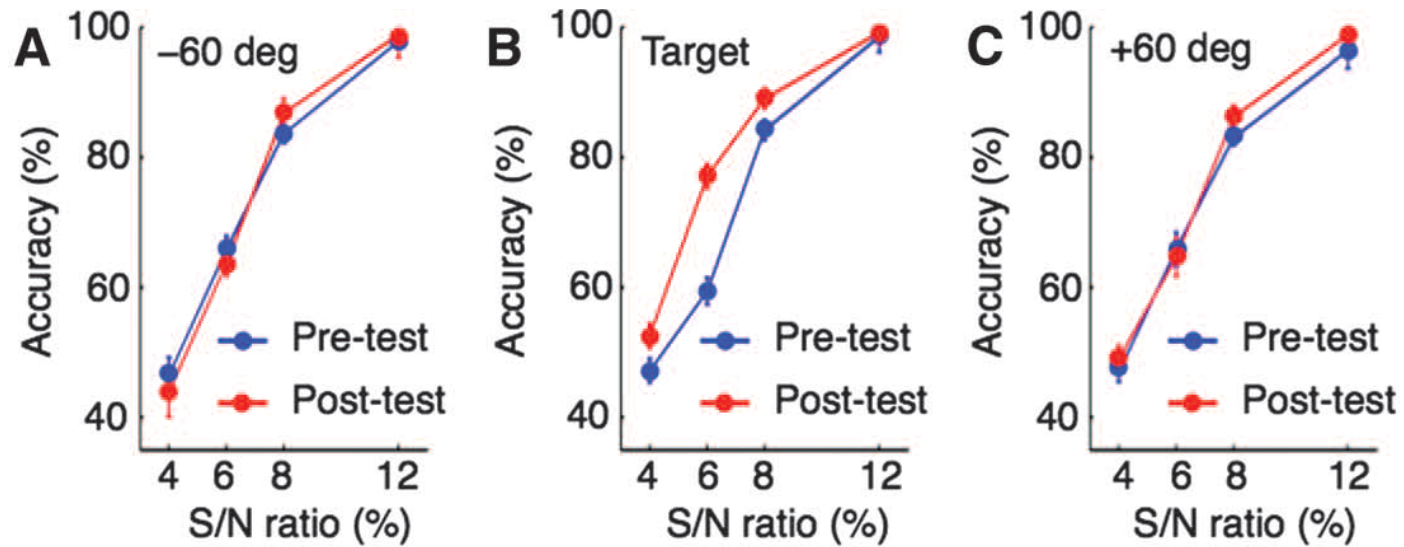 A
–60 deg
100
80
60
40
Accuracy (%)
Pre-test
Post-test
4 6 8 12
S/N ratio (%)
B
Target
100
80
60
40
Accuracy (%)
Pre-test
Post-test
4 6 8 12
S/N ratio (%)
C
+60 deg
100
80
60
40
Accuracy (%)
Pre-test
Post-test
4 6 8 12
S/N ratio (%)